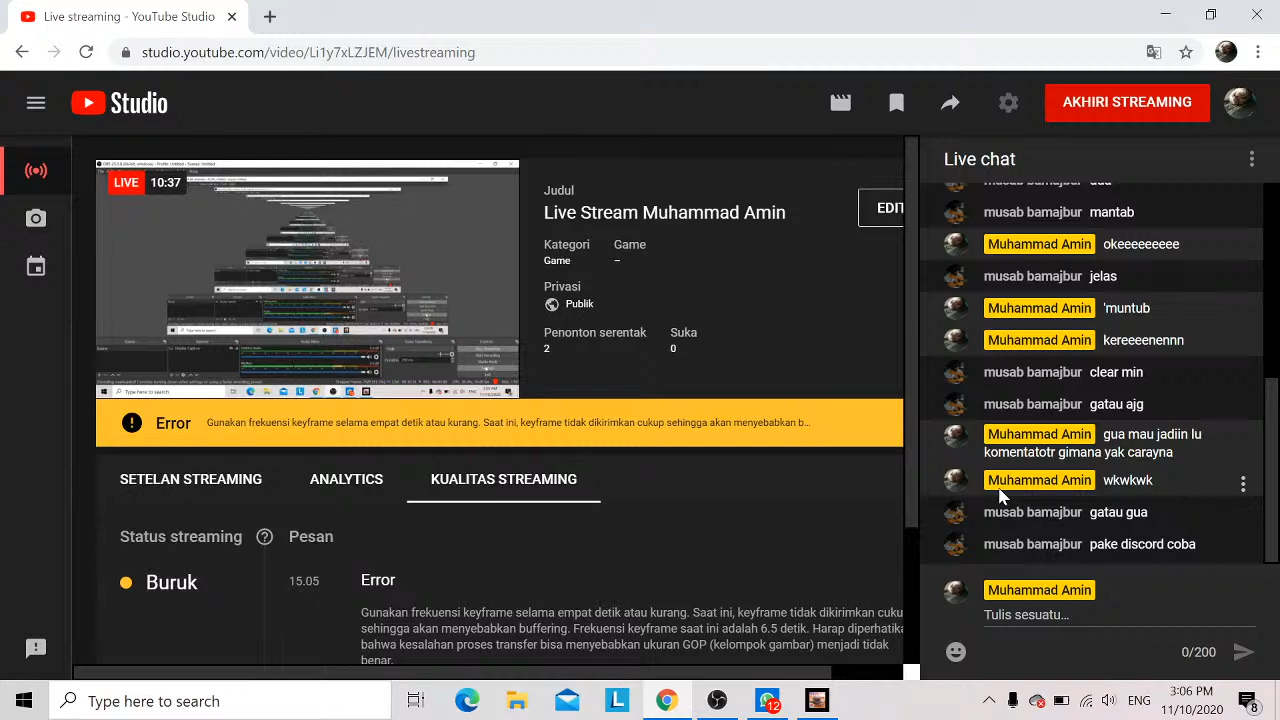 Live streaming - YouTube Studio
studio.youtube.com/video/Li1y7xLZJEM/livestreaming
Studio
AKHIRI STREAMING
LIVE 10:37
Judul
Live Stream Muhammad Amin
EDIT
Kategori Game
Game –
Privasi
Publik
Penonton serentak Suka
2 0
Error Gunakan frekuensi keyframe selama empat detik atau kurang. Saat ini, keyframe tidak dikirimkan cukup sehingga akan menyebabkan b...
SETELAN STREAMING ANALYTICS KUALITAS STREAMING
Status streaming ? Pesan
Buruk 15.05 Error
Gunakan frekuensi keyframe selama empat detik atau kurang. Saat ini, keyframe tidak dikirimkan cuku
sehingga akan menyebabkan buffering. Frekuensi keyframe saat ini adalah 6.5 detik. Harap diperhatika
bahwa kesalahan proses transfer bisa menyebabkan ukuran GOP (kelompok gambar) menjadi tidak
benar.
Live chat
musab bamajbur mantab
Muhammad Amin okeeeeeeeee
musab bamajbur jelas
Muhammad Amin 'muntub
Muhammad Amin
musab bamajbur clear min
musab bamajbur gatau ajg
Muhammad Amin gua mau jadiin lu
komentatotr gimana yak carayna
Muhammad Amin wkwkwk
musab bamajbur gatau gua
musab bamajbur pake discord coba
Muhammad Amin
Tulis sesuatu...
0/200
Type here to search
12
ENG
3:06 PM
11/10/2020
8